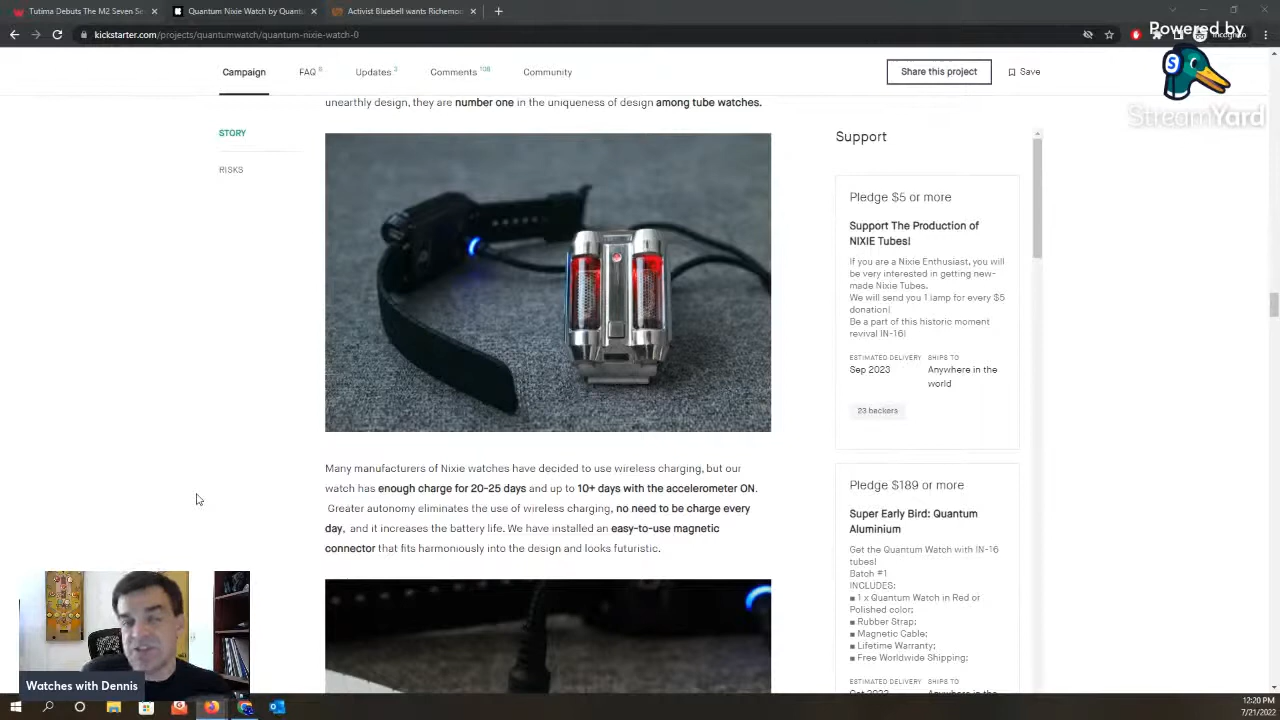 Tutima Debuts The M2 Seven Se
Quantum Nixie Watch by Quantu
Activist Bluebell wants Richemon
kickstarter.com/projects/quantumwatch/quantum-nixie-watch-0
Incognito
Powered by
StreamYard
Campaign
FAQ 6
Updates 3
Comments 108
Community
Share this project
Save
STORY
RISKS
unearthly design, they are number one in the uniqueness of design among tube watches.
Many manufacturers of Nixie watches have decided to use wireless charging, but our
watch has enough charge for 20-25 days and up to 10+ days with the accelerometer ON.
Greater autonomy eliminates the use of wireless charging, no need to be charge every
day, and it increases the battery life. We have installed an easy-to-use magnetic
connector that fits harmoniously into the design and looks futuristic.
Support
Pledge $5 or more
Support The Production of
NIXIE Tubes!
If you are a Nixie Enthusiast, you will
be very interested in getting new-
made Nixie Tubes.
We will send you 1 lamp for every $5
donation!
Be a part of this historic moment
revival IN-16!
ESTIMATED DELIVERY
Sep 2023
SHIPS TO
Anywhere in the
world
23 backers
Pledge $189 or more
Super Early Bird: Quantum
Aluminium
Get the Quantum Watch with IN-16
tubes!
Batch #1
INCLUDES:
■ 1 x Quantum Watch in Red or
Polished color;
■ Rubber Strap;
■ Magnetic Cable;
■ Lifetime Warranty;
■ Free Worldwide Shipping;
ESTIMATED DELIVERY
SHIPS TO
Oct 2023
Anywhere in the
Watches with Dennis
12:20 PM
7/21/2022